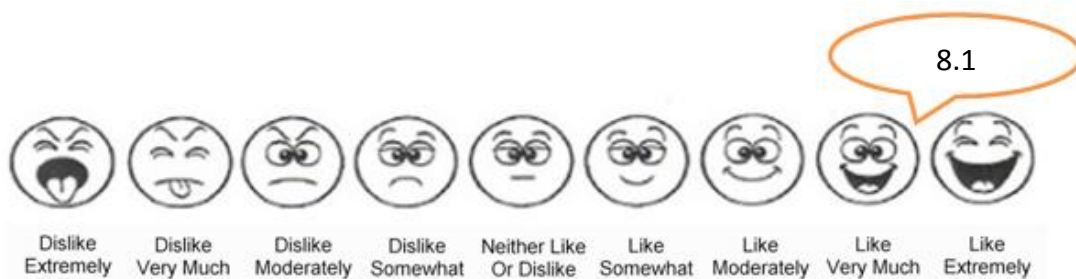 8.1
Dislike
Extremely
Dislike
Very Much
Dislike
Moderately
Dislike
Somewhat
Neither Like
Or Dislike
Like
Somewhat
Like
Moderately
Like
Very Much
Like
Extremely